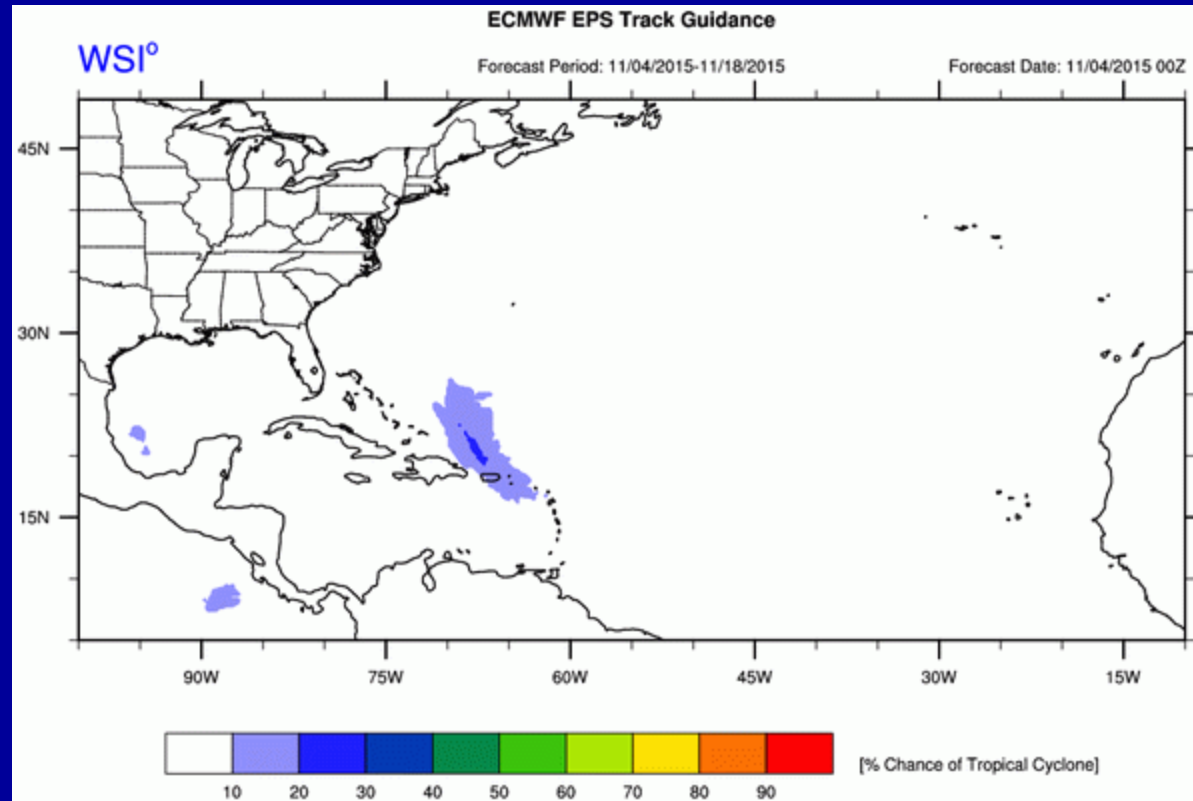 ECMWF EPS Track Guidance
WSI°
Forecast Period: 11/04/2015-11/18/2015
Forecast Date: 11/04/2015 00Z
45N
30N
15N
90W 75W 60W 45W 30W 15W
[% Chance of Tropical Cyclone]
10 20 30 40 50 60 70 80 90